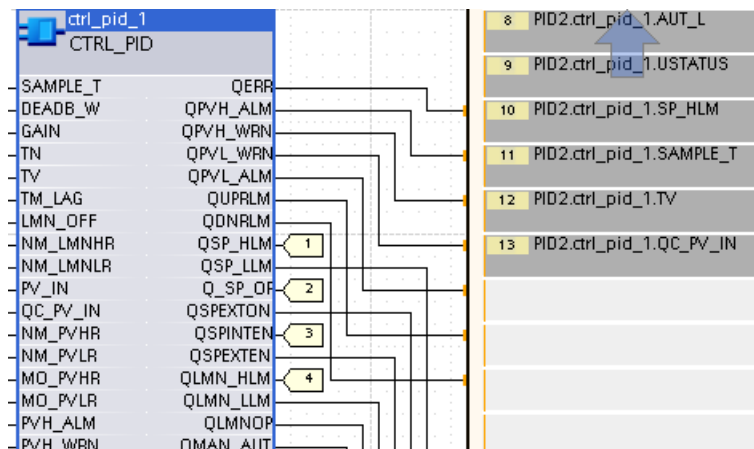 ctrl_pid_1
CTRL_PID
SAMPLE_T QERR
DEADB_W QPVH_ALM
GAIN QPVH_WRN
TN QPVL_WRN
TV QPVL_ALM
TM_LAG QUPRLM
LMN_OFF QDNRLM
NM_LMNHR QSP_HLM 1
NM_LMNLR QSP_LLM
PV_IN Q_SP_OP 2
QC_PV_IN QSPEXTON
NM_PVHR QSPINTEN 3
NM_PVLR QSPEXTEN
MO_PVHR QLMN_HLM 4
MO_PVLR QLMN_LLM
PVH_ALM QLMNOP
PVH_WRN QMAN_AUT
8 PID2.ctrl_pid_1.AUT_L
9 PID2.ctrl_pid_1.USTATUS
10 PID2.ctrl_pid_1.SP_HLM
11 PID2.ctrl_pid_1.SAMPLE_T
12 PID2.ctrl_pid_1.TV
13 PID2.ctrl_pid_1.QC_PV_IN